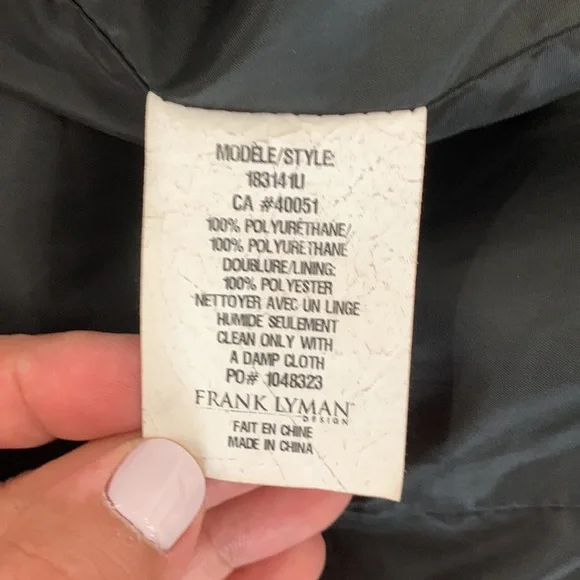 MODÈLE/STYLE:
183141U
CA #40051
100% POLYURÉTHANE/
100% POLYURETHANE
DOUBLURE/LINING:
100% POLYESTER
NETTOYER AVEC UN LINGE
HUMIDE SEULEMENT
CLEAN ONLY WITH
A DAMP CLOTH
PO# 1048323
FRANK LYMAN™
DESIGN
FAIT EN CHINE
MADE IN CHINA